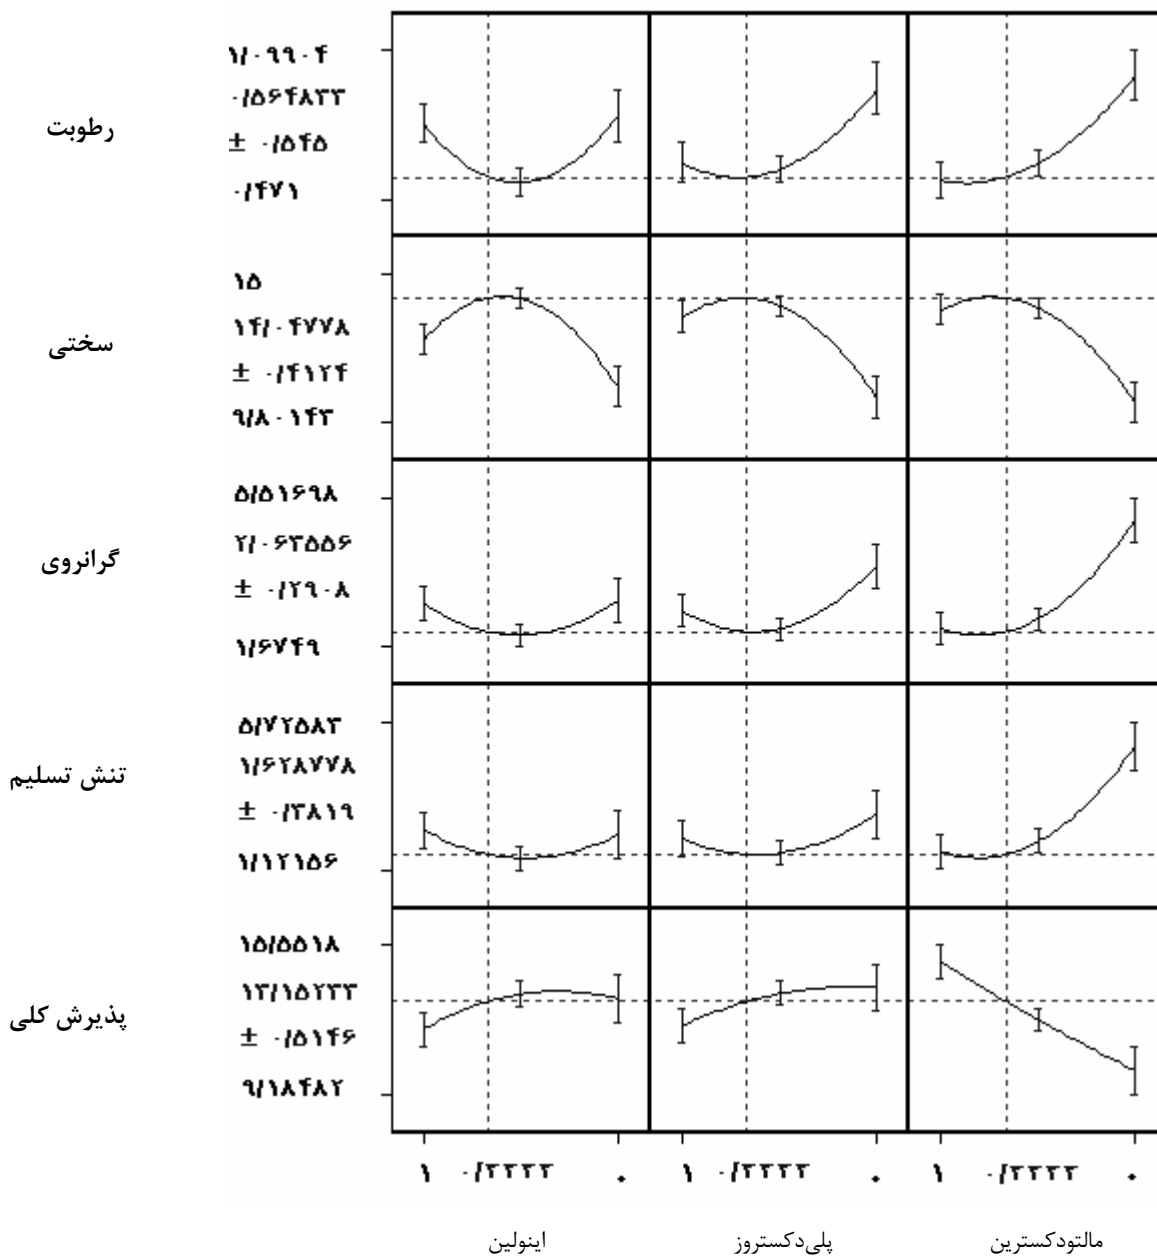 رطوبت
۱/۰۹۹۰۴
۰/۵۶۴۸۳۳
± ۰/۵۴۵
۰/۴۷۱
سختی
۱۵
۱۴/۰۴۷۷۸
± ۰/۴۱۲۴
۹/۸۰۱۴۳
گرانروی
۵/۵۱۶۹۸
۲/۰۶۳۵۵۶
± ۰/۲۹۰۸
۱/۶۷۴۹
تنش تسلیم
۵/۷۲۵۸۳
۱/۶۲۸۷۷۸
± ۰/۳۸۱۹
۱/۱۲۱۵۶
پذیرش کلی
۱۵/۵۵۱۸
۱۳/۱۵۲۳۳
± ۰/۵۱۴۶
۹/۱۸۴۸۲
۱ ۰/۳۳۳۳ ۰ ۱ ۰/۳۳۳۳ ۰ ۱ ۰/۳۳۳۳ ۰
اینولین پلی‌دکستروز مالتودکسترین